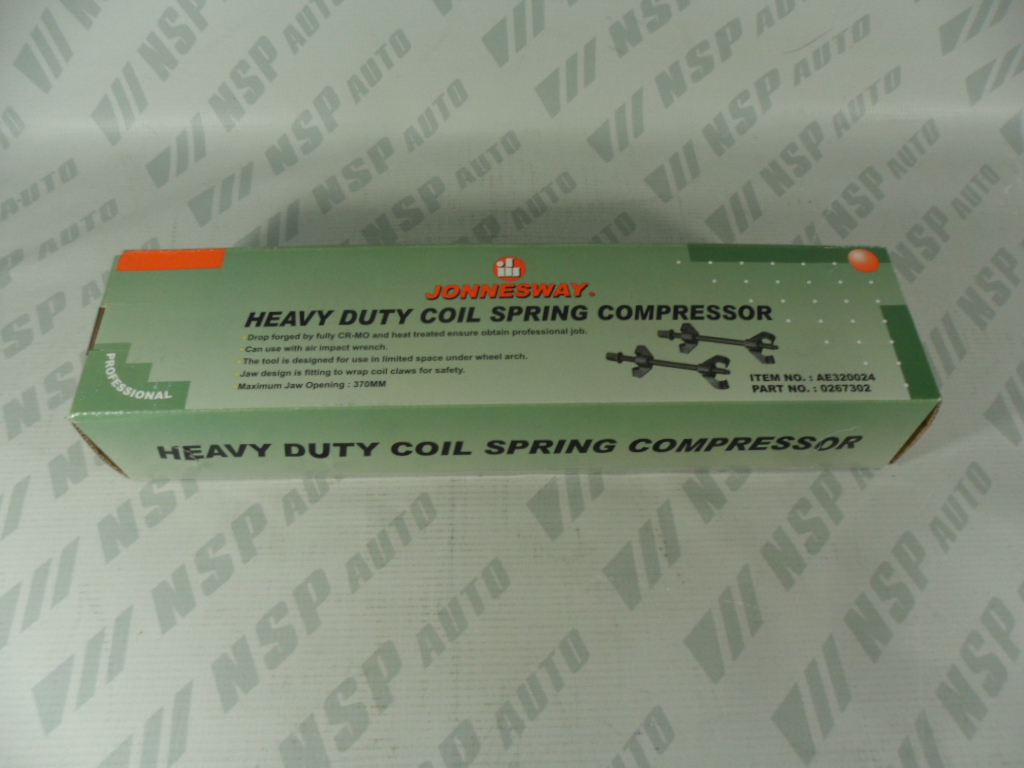 NSP AUTO
JONNESWAY®
HEAVY DUTY COIL SPRING COMPRESSOR
Drop forged by fully CR-MO and heat treated ensure obtain professional job.
Can use with air impact wrench.
The tool is designed for use in limited space under wheel arch.
Jaw design is fitting to wrap coil claws for safety.
Maximum Jaw Opening : 370MM
PROFESSIONAL
ITEM NO. : AE320024
PART NO. : 0267302
HEAVY DUTY COIL SPRING COMPRESSOR